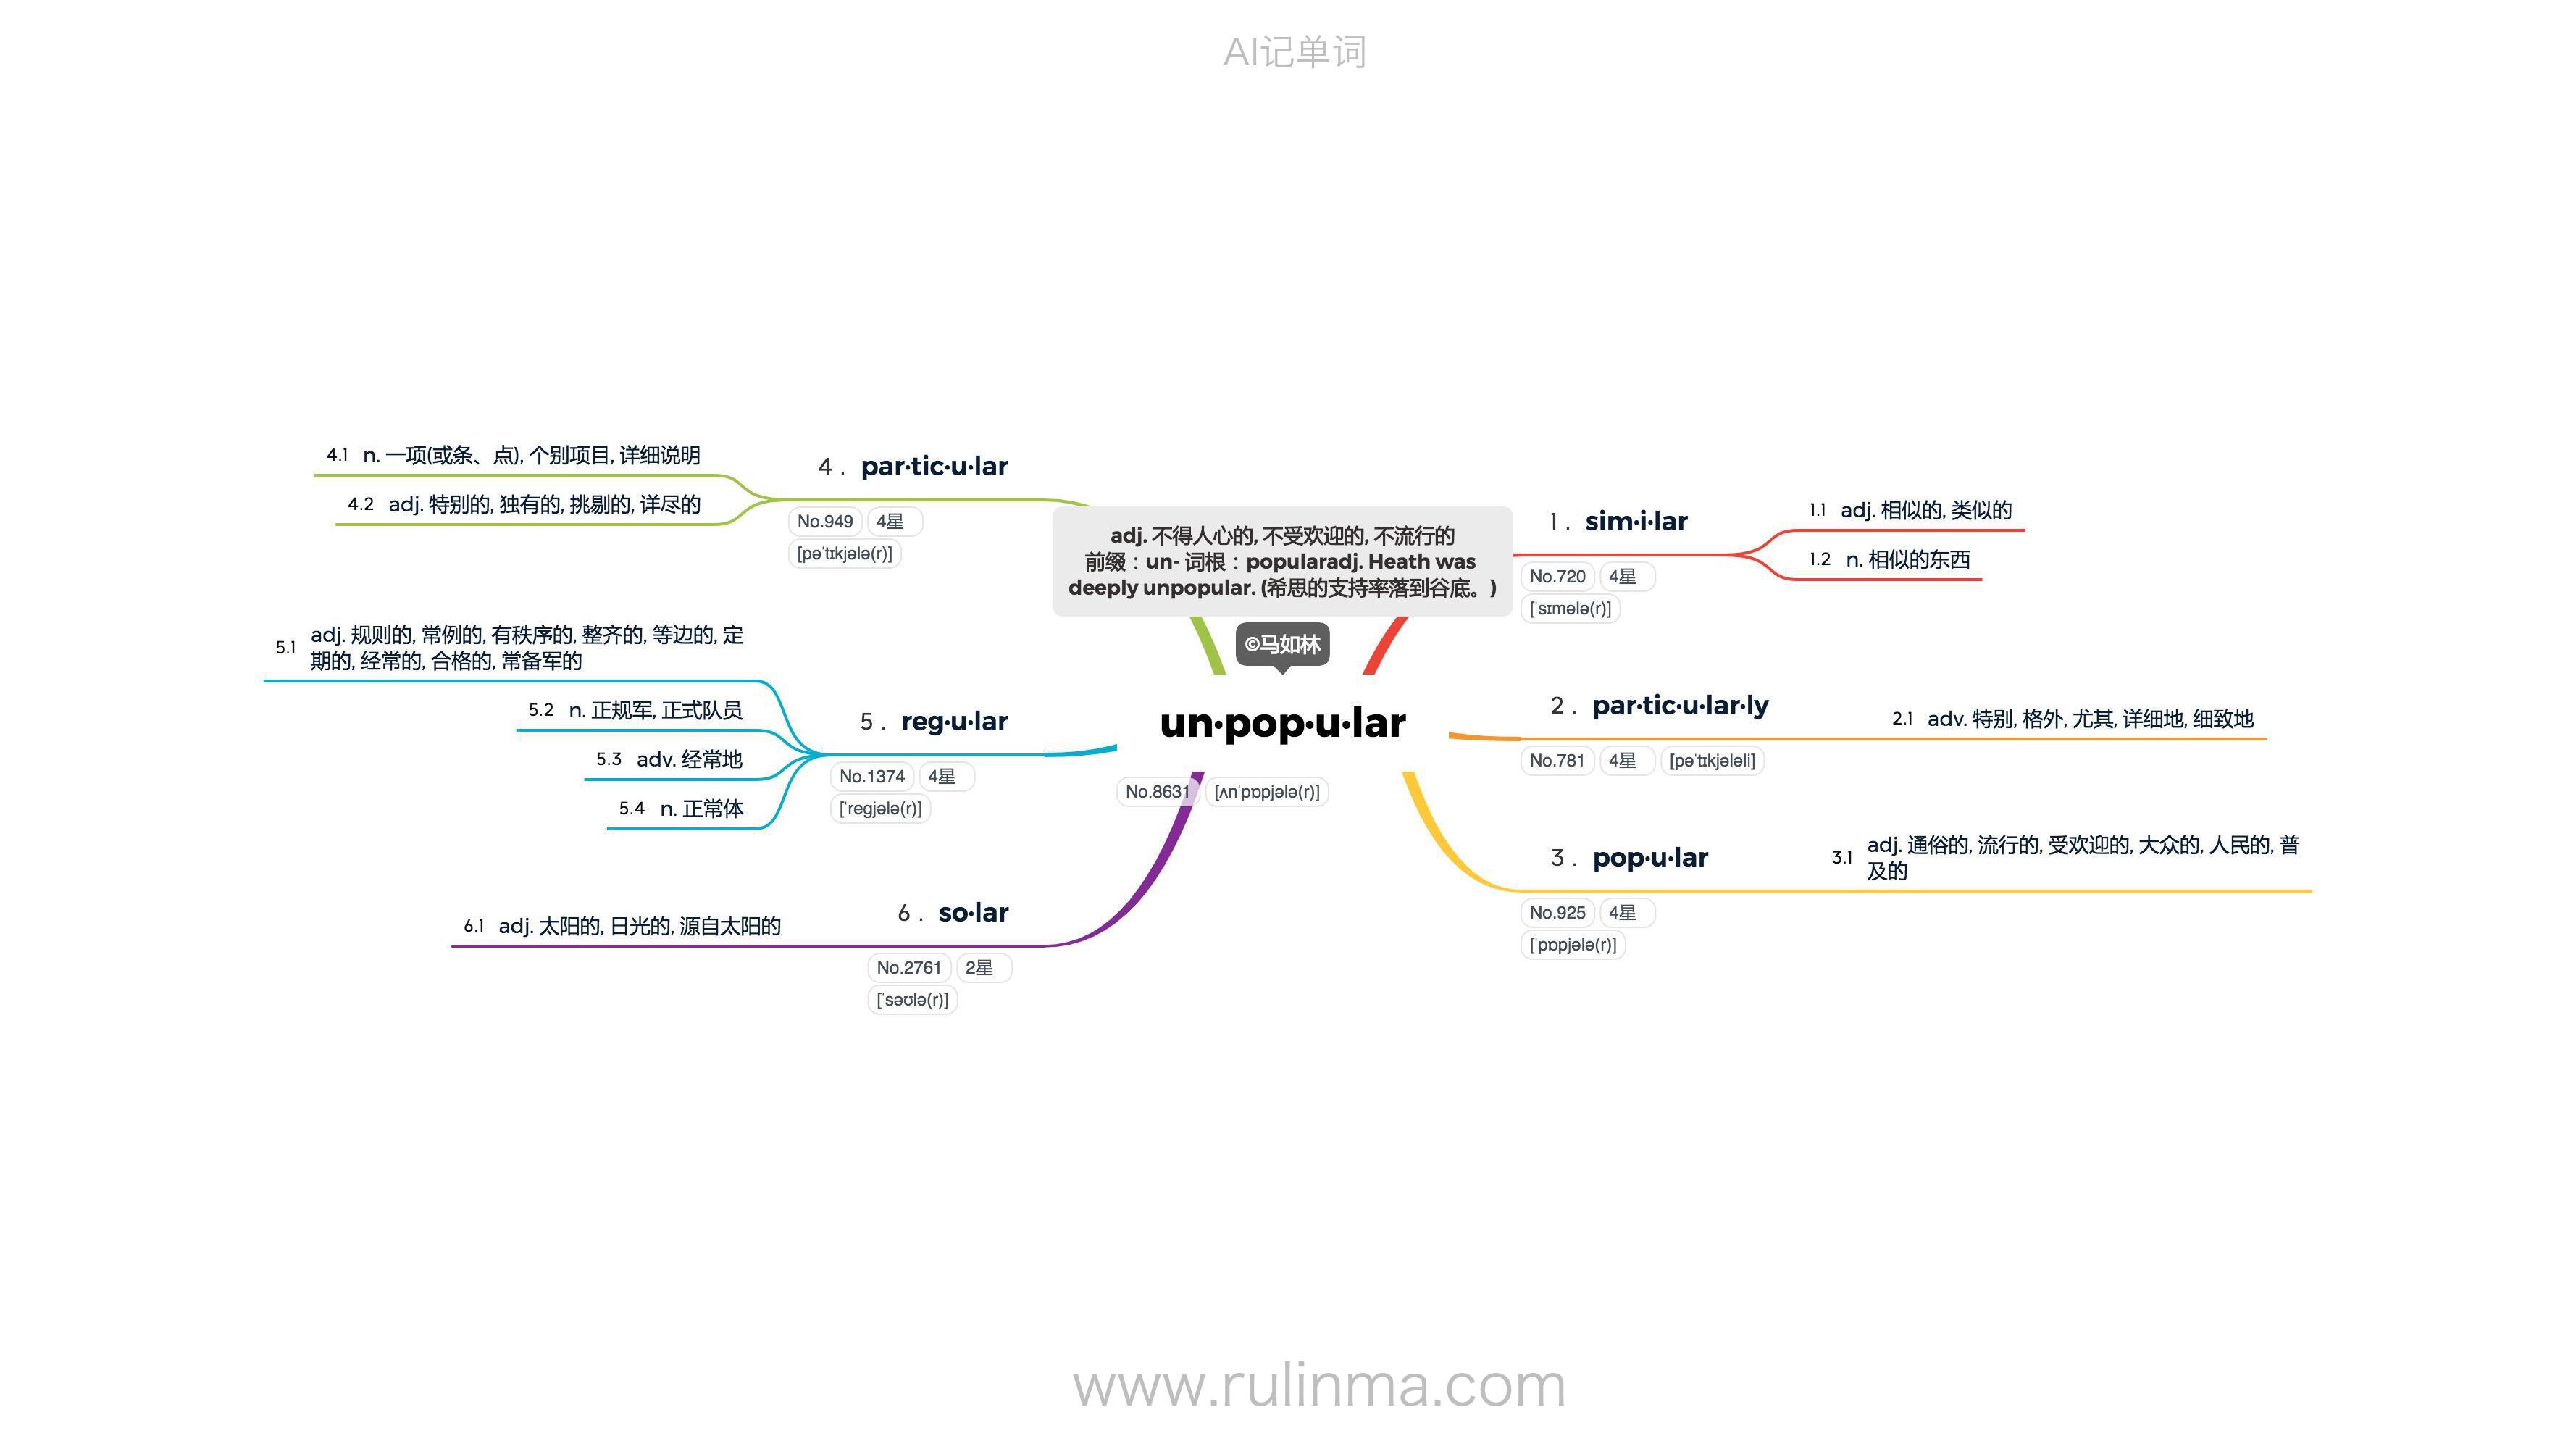 AI记单词
adj. 不得人心的, 不受欢迎的, 不流行的
前缀：un- 词根：popularadj. Heath was
deeply unpopular. (希思的支持率落到谷底。)
©马如林
un·pop·u·lar
No.8631 [ʌnˈpɒpjələ(r)]
1 . sim·i·lar
No.720 4星
[ˈsɪmələ(r)]
1.1 adj. 相似的, 类似的
1.2 n. 相似的东西
2 . par·tic·u·lar·ly
No.781 4星 [pəˈtɪkjələli]
2.1 adv. 特别, 格外, 尤其, 详细地, 细致地
3 . pop·u·lar
No.925 4星
[ˈpɒpjələ(r)]
3.1 adj. 通俗的, 流行的, 受欢迎的, 大众的, 人民的, 普
及的
4 . par·tic·u·lar
No.949 4星
[pəˈtɪkjələ(r)]
4.1 n. 一项(或条、点), 个别项目, 详细说明
4.2 adj. 特别的, 独有的, 挑剔的, 详尽的
5 . reg·u·lar
No.1374 4星
[ˈreɡjələ(r)]
5.1 adj. 规则的, 常例的, 有秩序的, 整齐的, 等边的, 定
期的, 经常的, 合格的, 常备军的
5.2 n. 正规军, 正式队员
5.3 adv. 经常地
5.4 n. 正常体
6 . so·lar
No.2761 2星
[ˈsəʊlə(r)]
6.1 adj. 太阳的, 日光的, 源自太阳的
www.rulinma.com